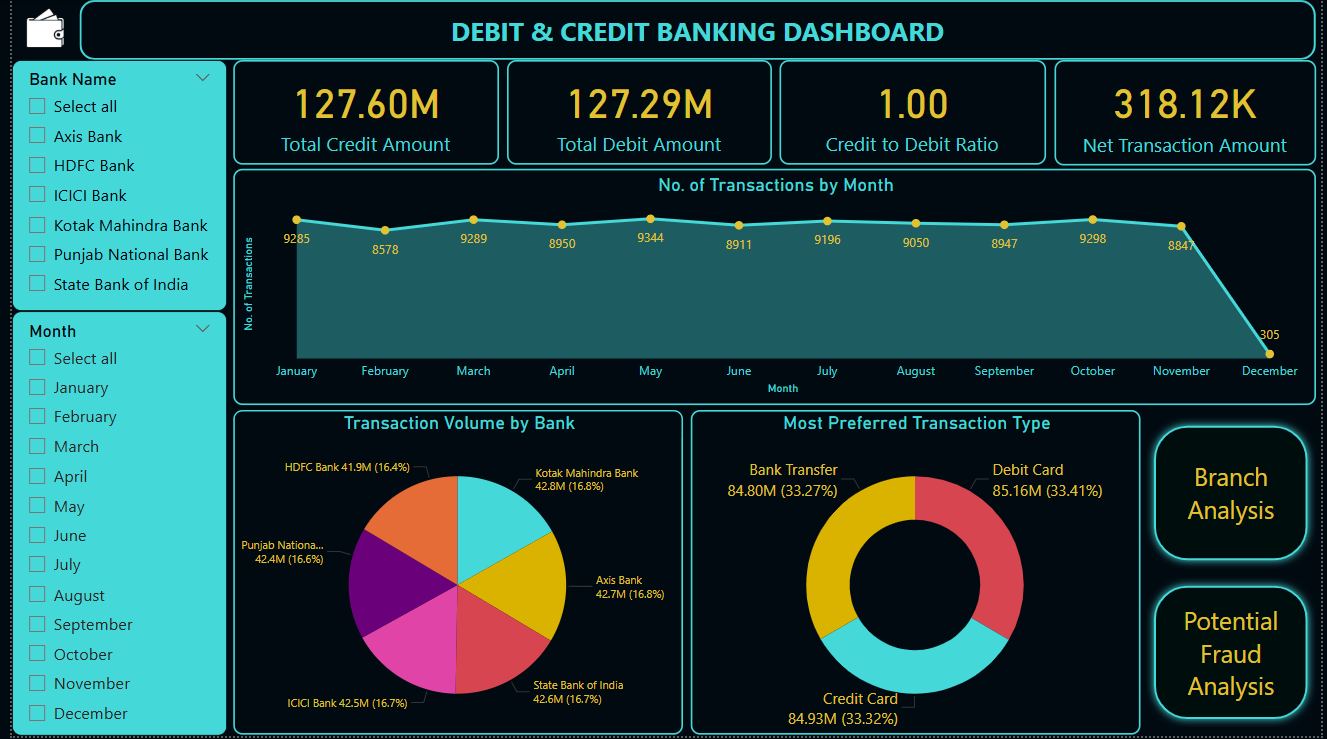 DEBIT & CREDIT BANKING DASHBOARD
Bank Name
Select all
Axis Bank
HDFC Bank
ICICI Bank
Kotak Mahindra Bank
Punjab National Bank
State Bank of India
Month
Select all
January
February
March
April
May
June
July
August
September
October
November
December
127.60M
Total Credit Amount
127.29M
Total Debit Amount
1.00
Credit to Debit Ratio
318.12K
Net Transaction Amount
No. of Transactions by Month
No. of Transactions
9285
8578
9289
8950
9344
8911
9196
9050
8947
9298
8847
305
January
February
March
April
May
June
July
August
September
October
November
December
Month
Transaction Volume by Bank
HDFC Bank 41.9M (16.4%)
Kotak Mahindra Bank
42.8M (16.8%)
Punjab Nationa...
42.4M (16.6%)
Axis Bank
42.7M (16.8%)
ICICI Bank 42.5M (16.7%)
State Bank of India
42.6M (16.7%)
Most Preferred Transaction Type
Bank Transfer
84.80M (33.27%)
Debit Card
85.16M (33.41%)
Credit Card
84.93M (33.32%)
Branch
Analysis
Potential
Fraud
Analysis